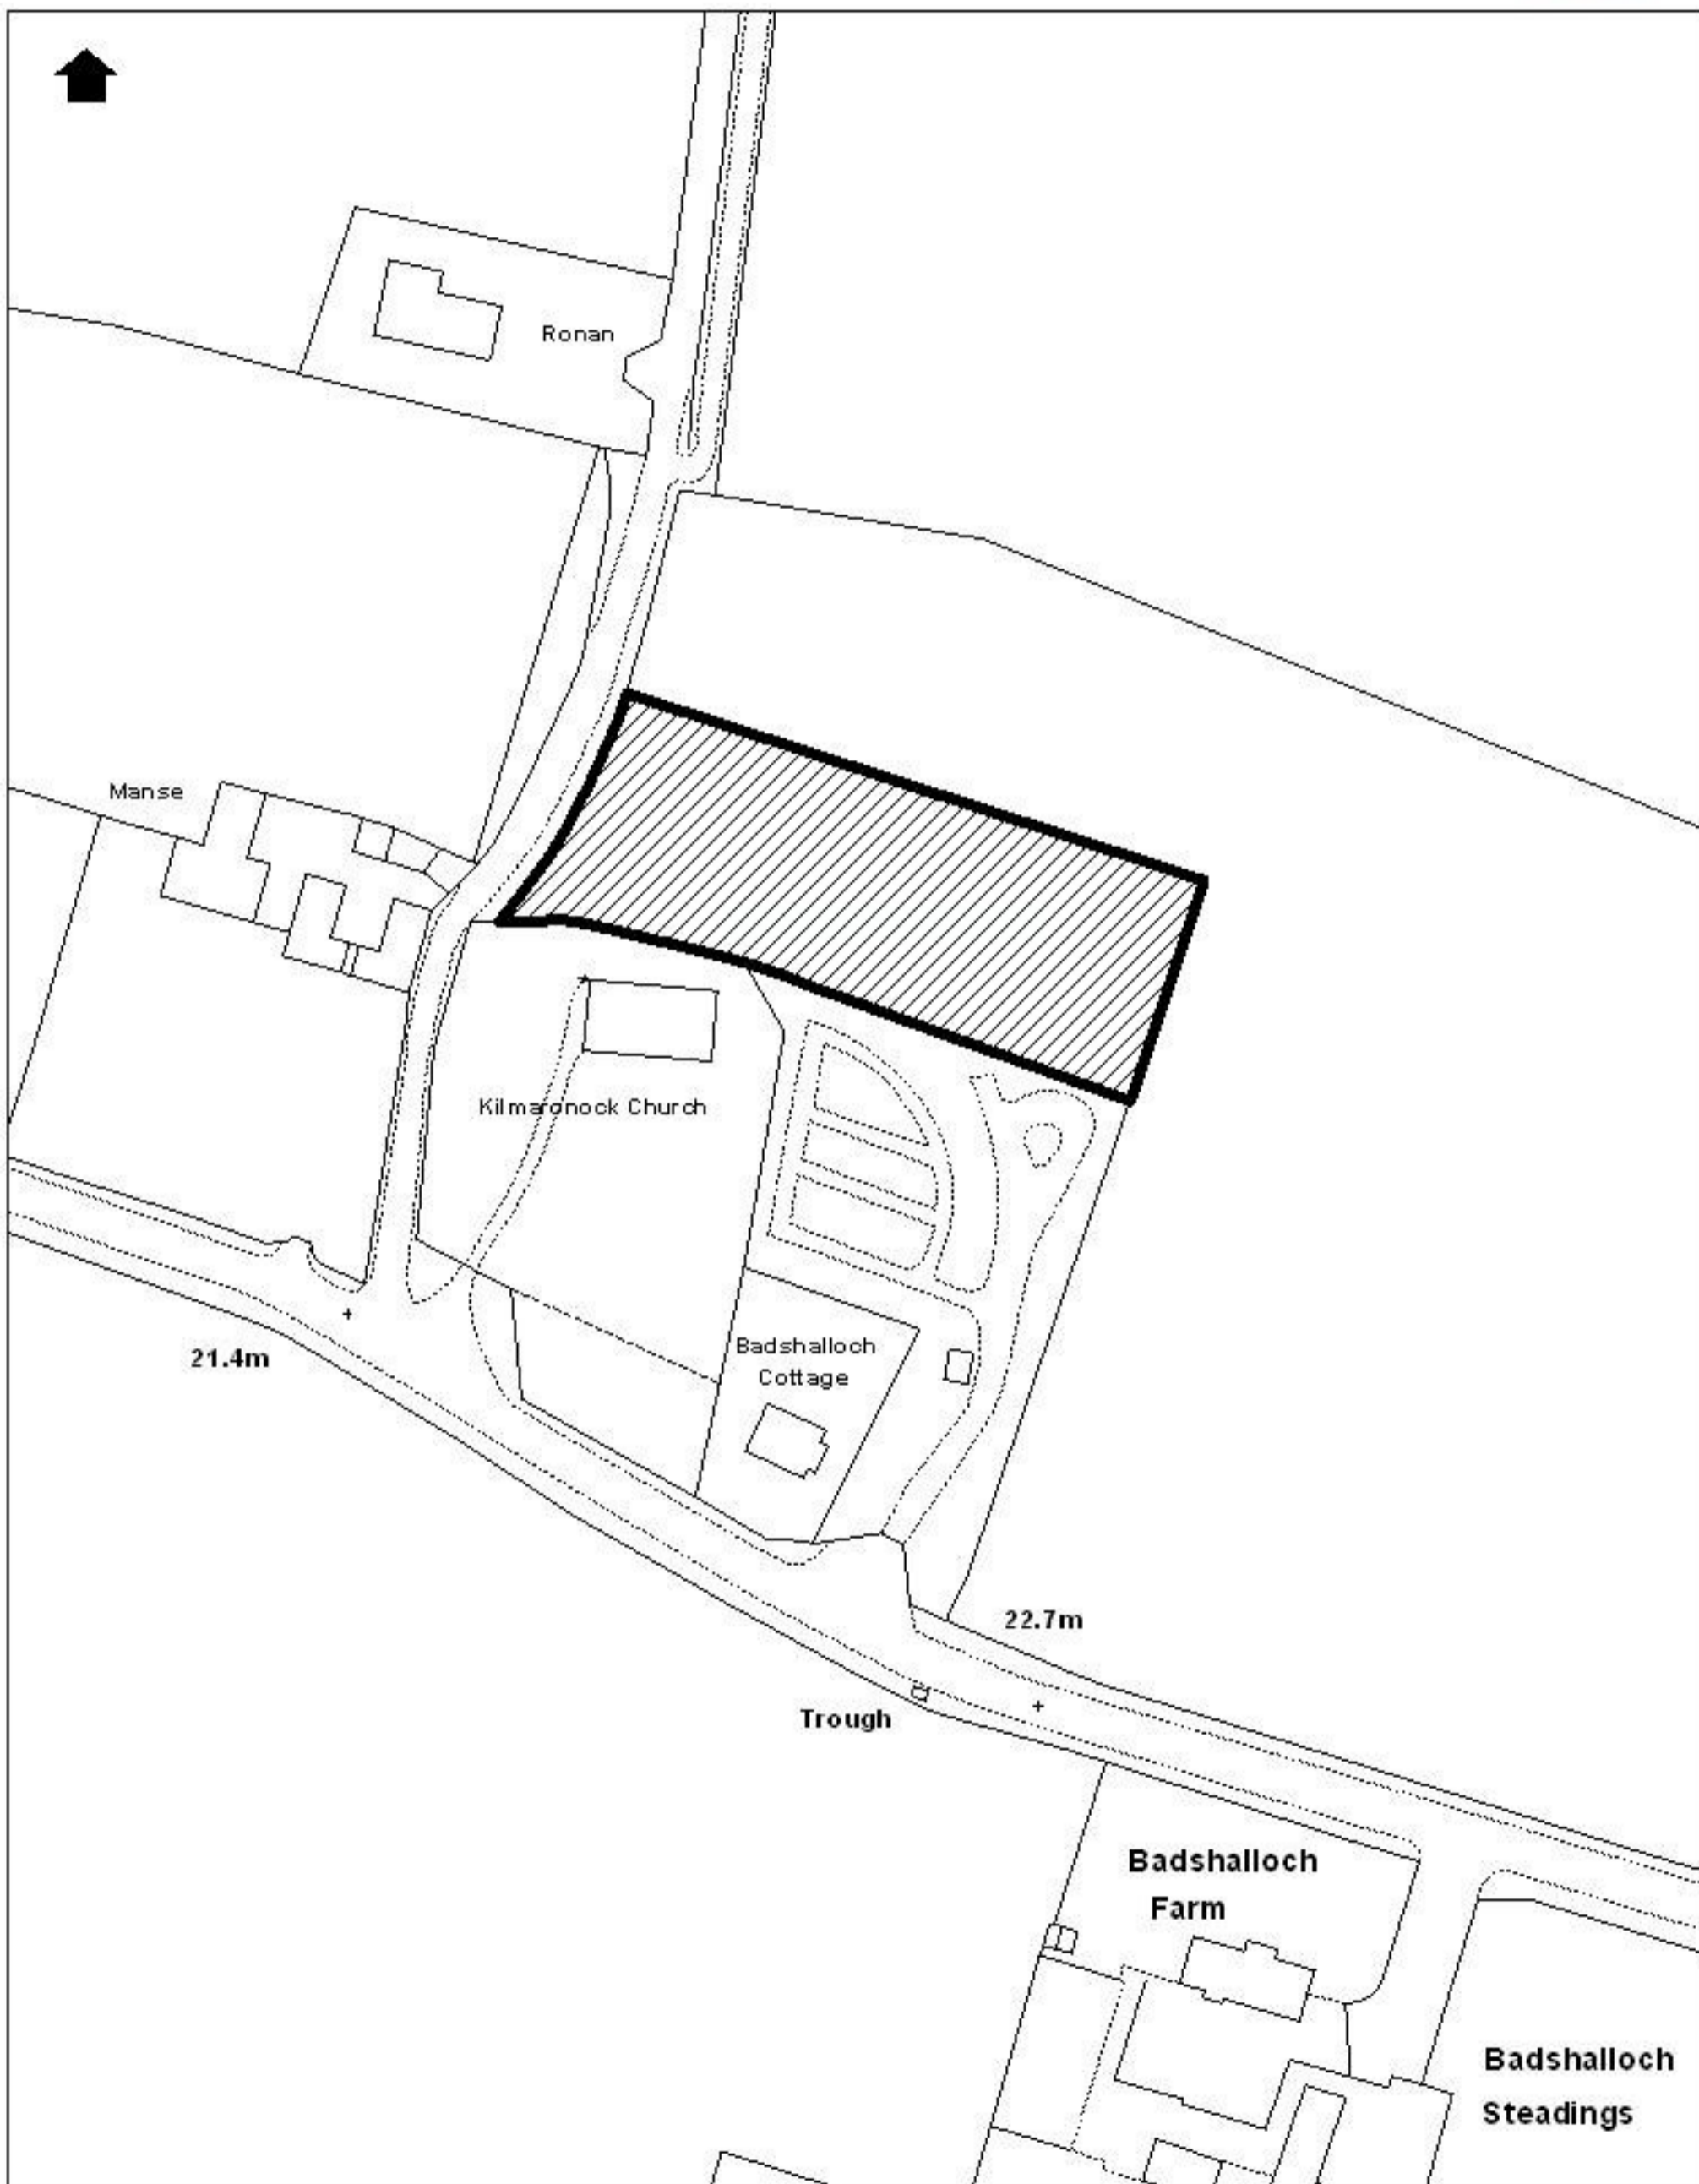 Ronan
Manse
Kilmaronock Church
Badshalloch
Cottage
21.4m
22.7m
Trough
Badshalloch
Farm
Badshalloch
Steadings